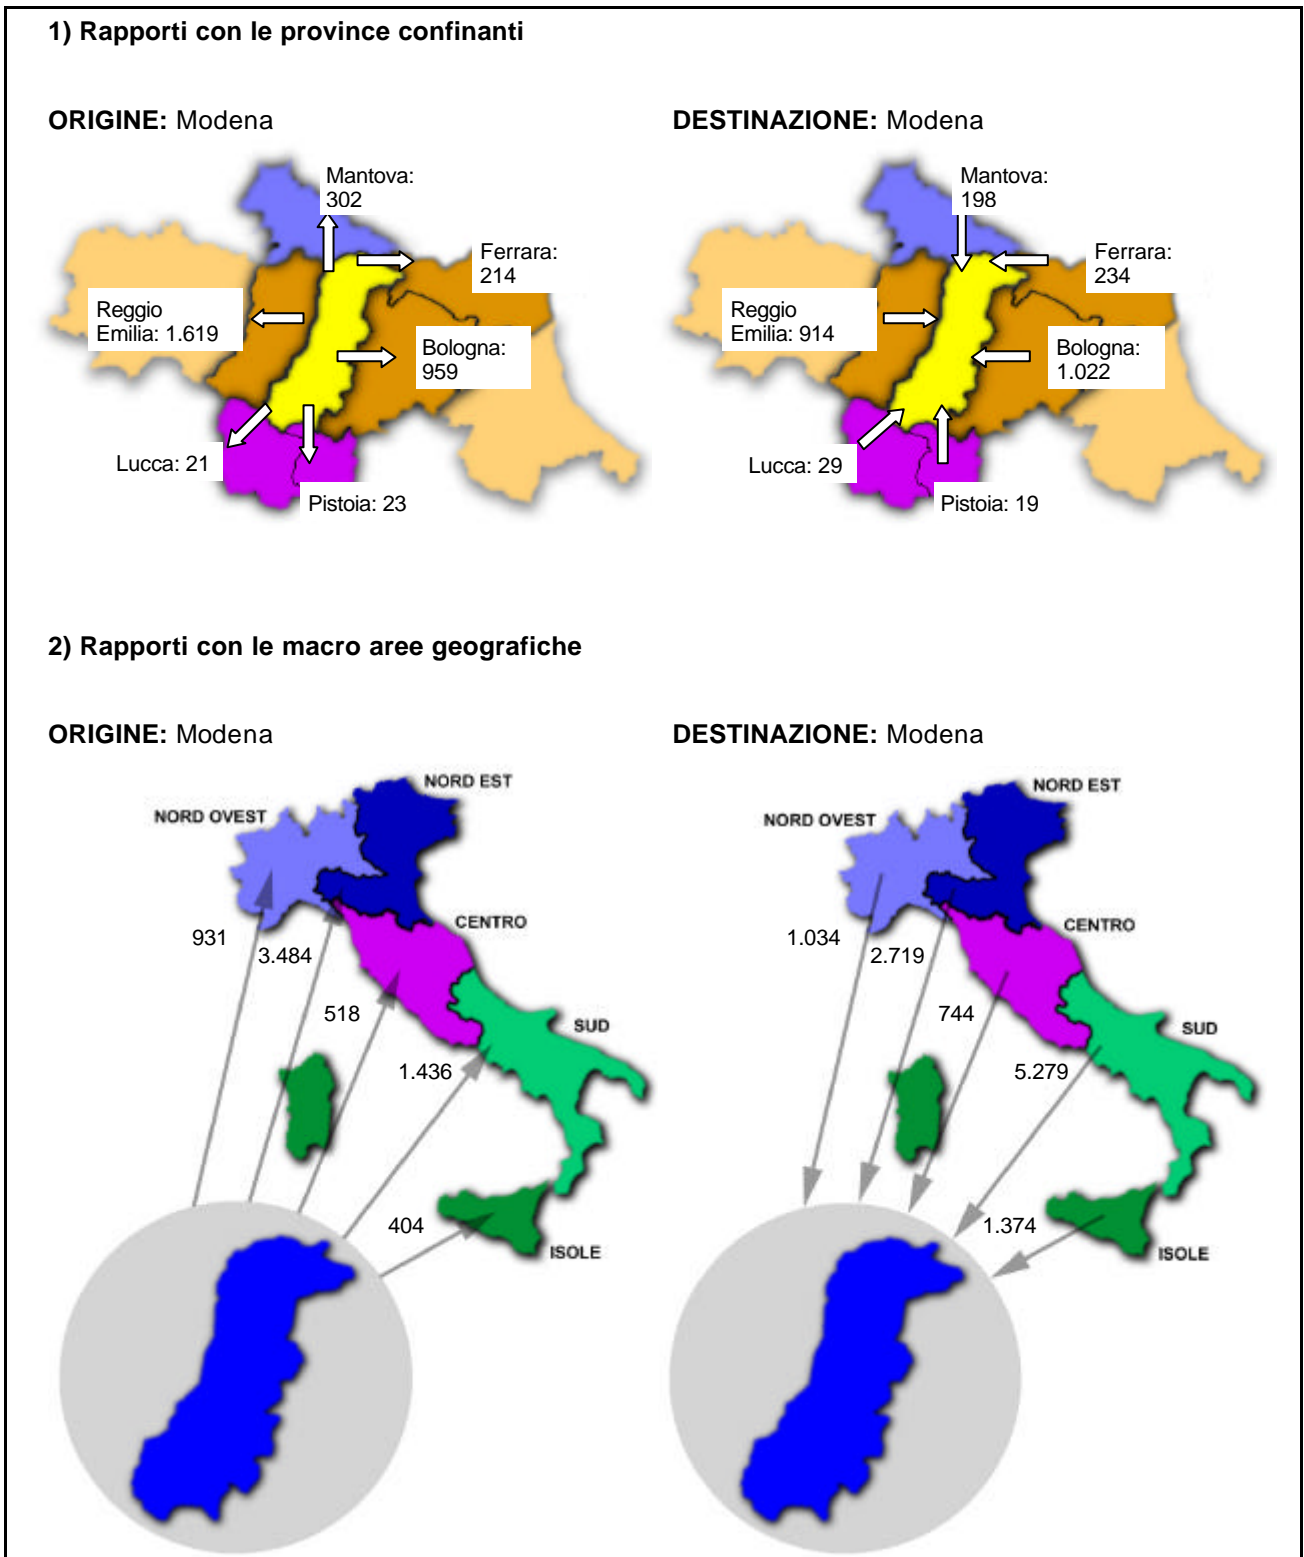 1) Rapporti con le province confinanti
ORIGINE: Modena
Mantova:
302
Ferrara:
214
Reggio
Emilia: 1.619
Bologna:
959
Lucca: 21
Pistoia: 23
DESTINAZIONE: Modena
Mantova:
198
Ferrara:
234
Reggio
Emilia: 914
Bologna:
1.022
Lucca: 29
Pistoia: 19
2) Rapporti con le macro aree geografiche
ORIGINE: Modena
NORD EST
NORD OVEST
CENTRO
931
3.484
518
SUD
1.436
404
ISOLE
DESTINAZIONE: Modena
NORD EST
NORD OVEST
CENTRO
1.034
2.719
744
SUD
5.279
1.374
ISOLE